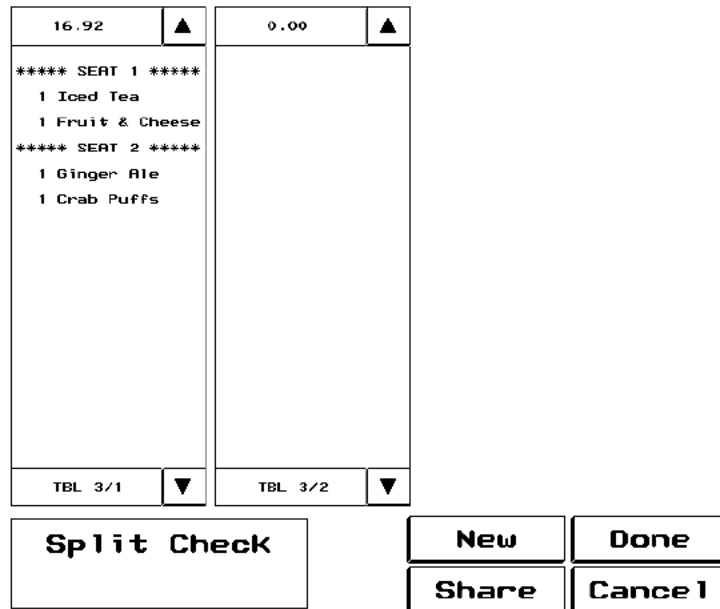 16.92
0.00
***** SEAT 1 *****
1 Iced Tea
1 Fruit & Cheese
***** SEAT 2 *****
1 Ginger Ale
1 Crab Puffs
TBL 3/1
TBL 3/2
Split Check
New
Done
Share
Cancel